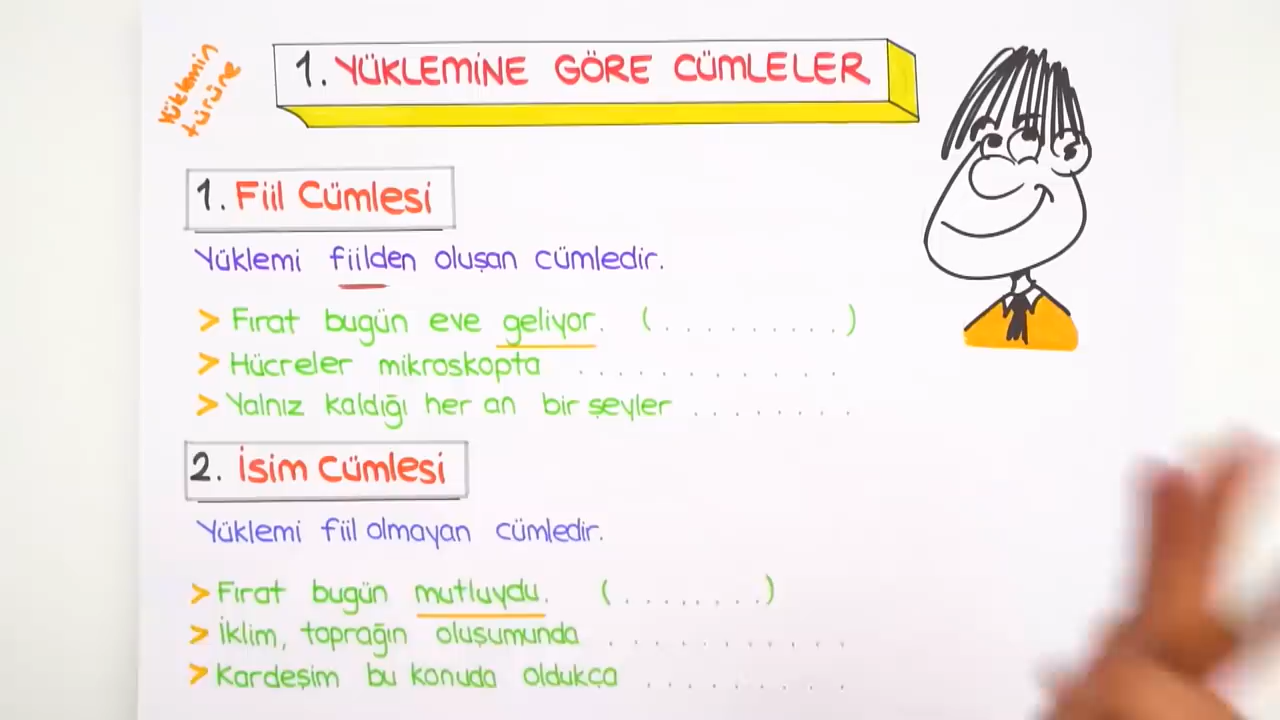 Yüklemin
türüne
1. YÜKLEMİNE GÖRE CÜMLELER
1. Fiil Cümlesi
Yüklemi fiilden oluşan cümledir.
> Fırat bugün eve geliyor. (. . . . . . . . . .)
> Hücreler mikroskopta . . . . . . . . . . .
> Yalnız kaldığı her an bir şeyler . . . . . . . .
2. İsim Cümlesi
Yüklemi fiil olmayan cümledir.
> Fırat bugün mutluydu. (. . . . . . . .)
> İklim, toprağın oluşumunda . . . . . . . . . .
> Kardeşim bu konuda oldukça . . . . . . . .